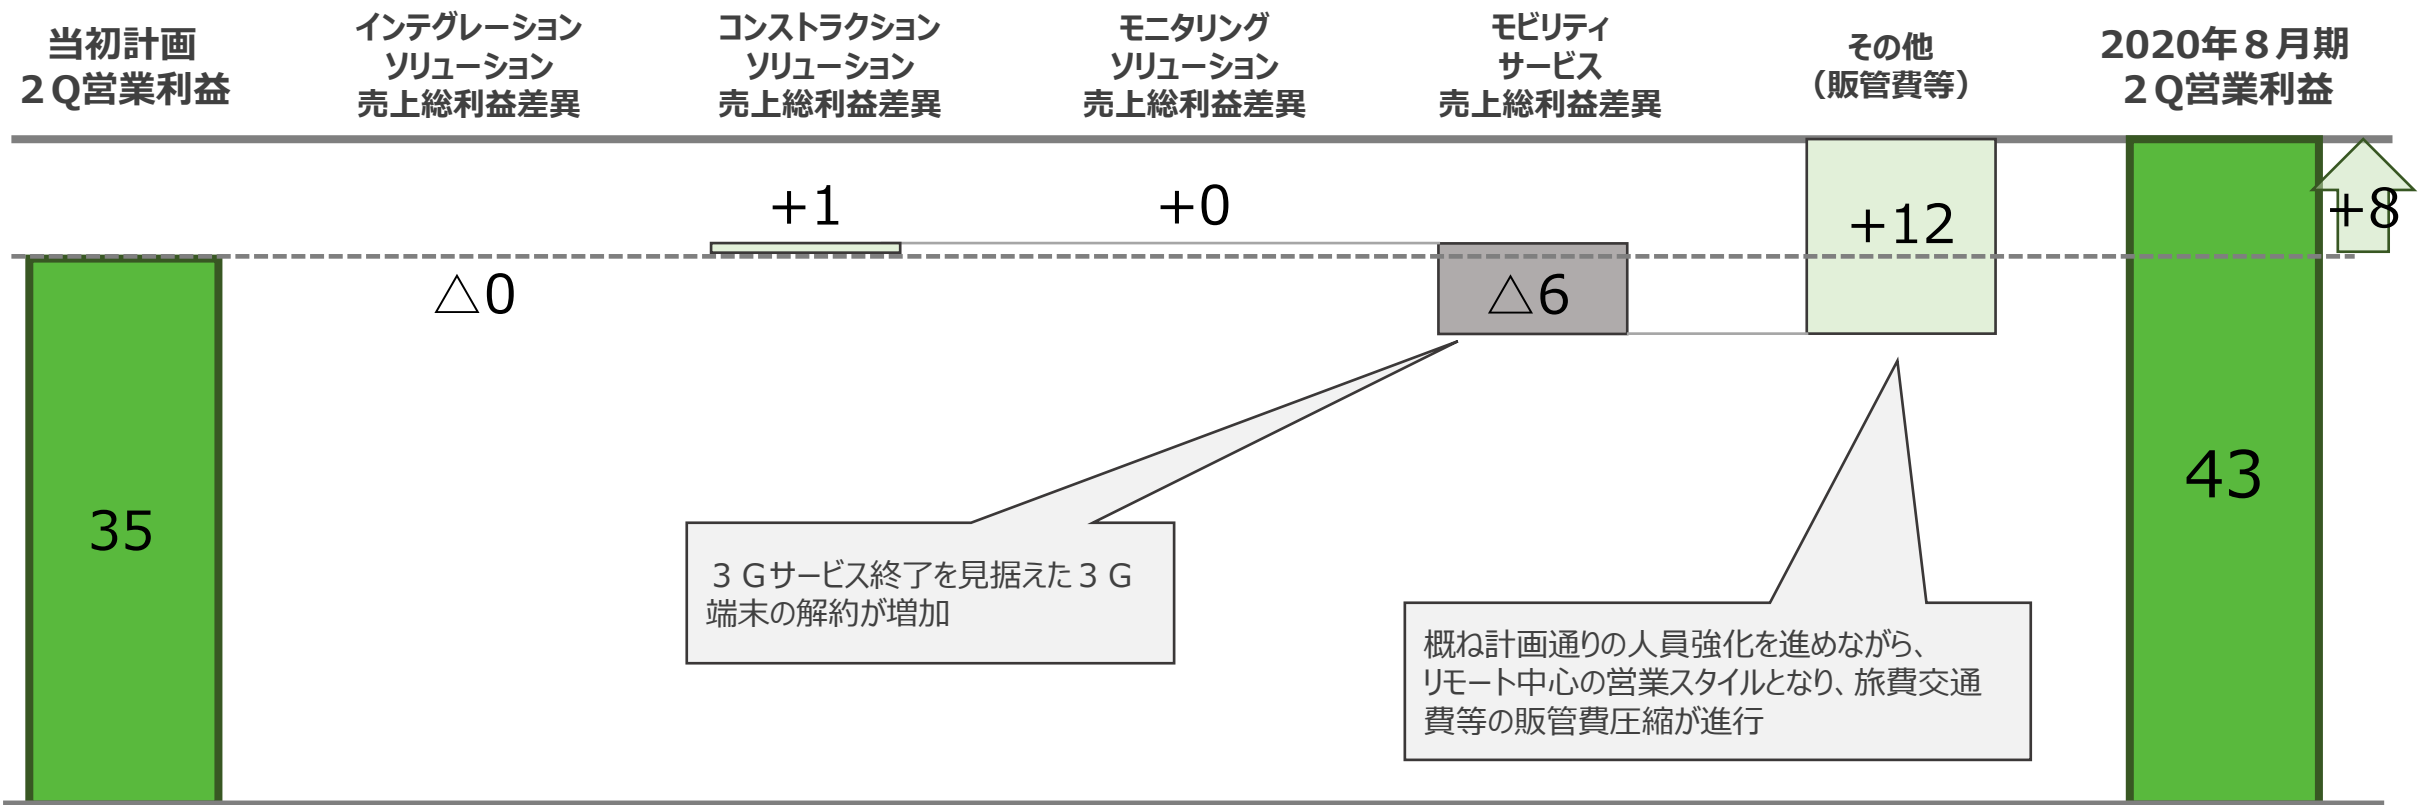 当初計画
２Q営業利益
インテグレーション
ソリューション
売上総利益差異
コンストラクション
ソリューション
売上総利益差異
モニタリング
ソリューション
売上総利益差異
モビリティ
サービス
売上総利益差異
その他
（販管費等）
2020年８月期
２Q営業利益
35
△0
+1
+0
△6
+12
43
+8
３Ｇサービス終了を見据えた３Ｇ
端末の解約が増加
概ね計画通りの人員強化を進めながら、
リモート中心の営業スタイルとなり、旅費交通
費等の販管費圧縮が進行